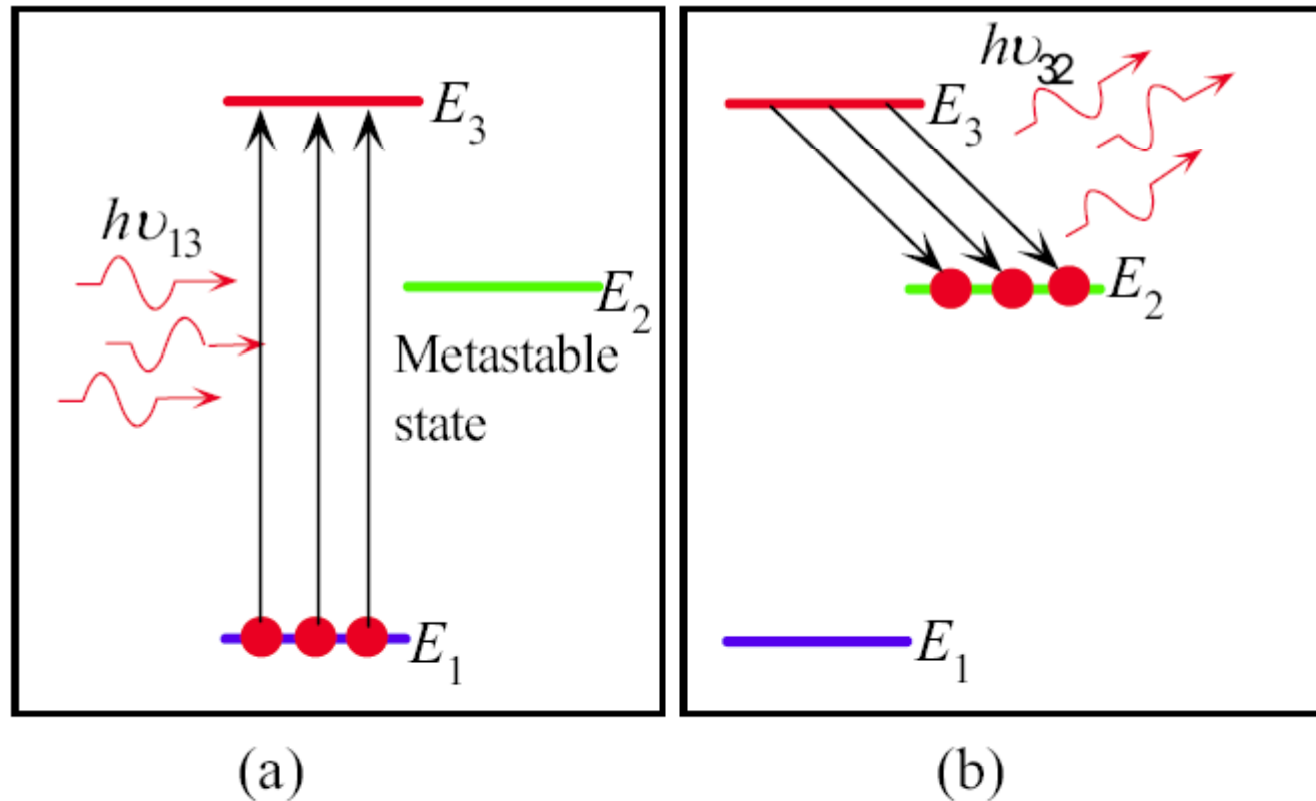 E₃
hυ₁₃
E₂
Metastable
state
E₁
(a)
hυ₃₂
E₃
E₂
E₁
(b)